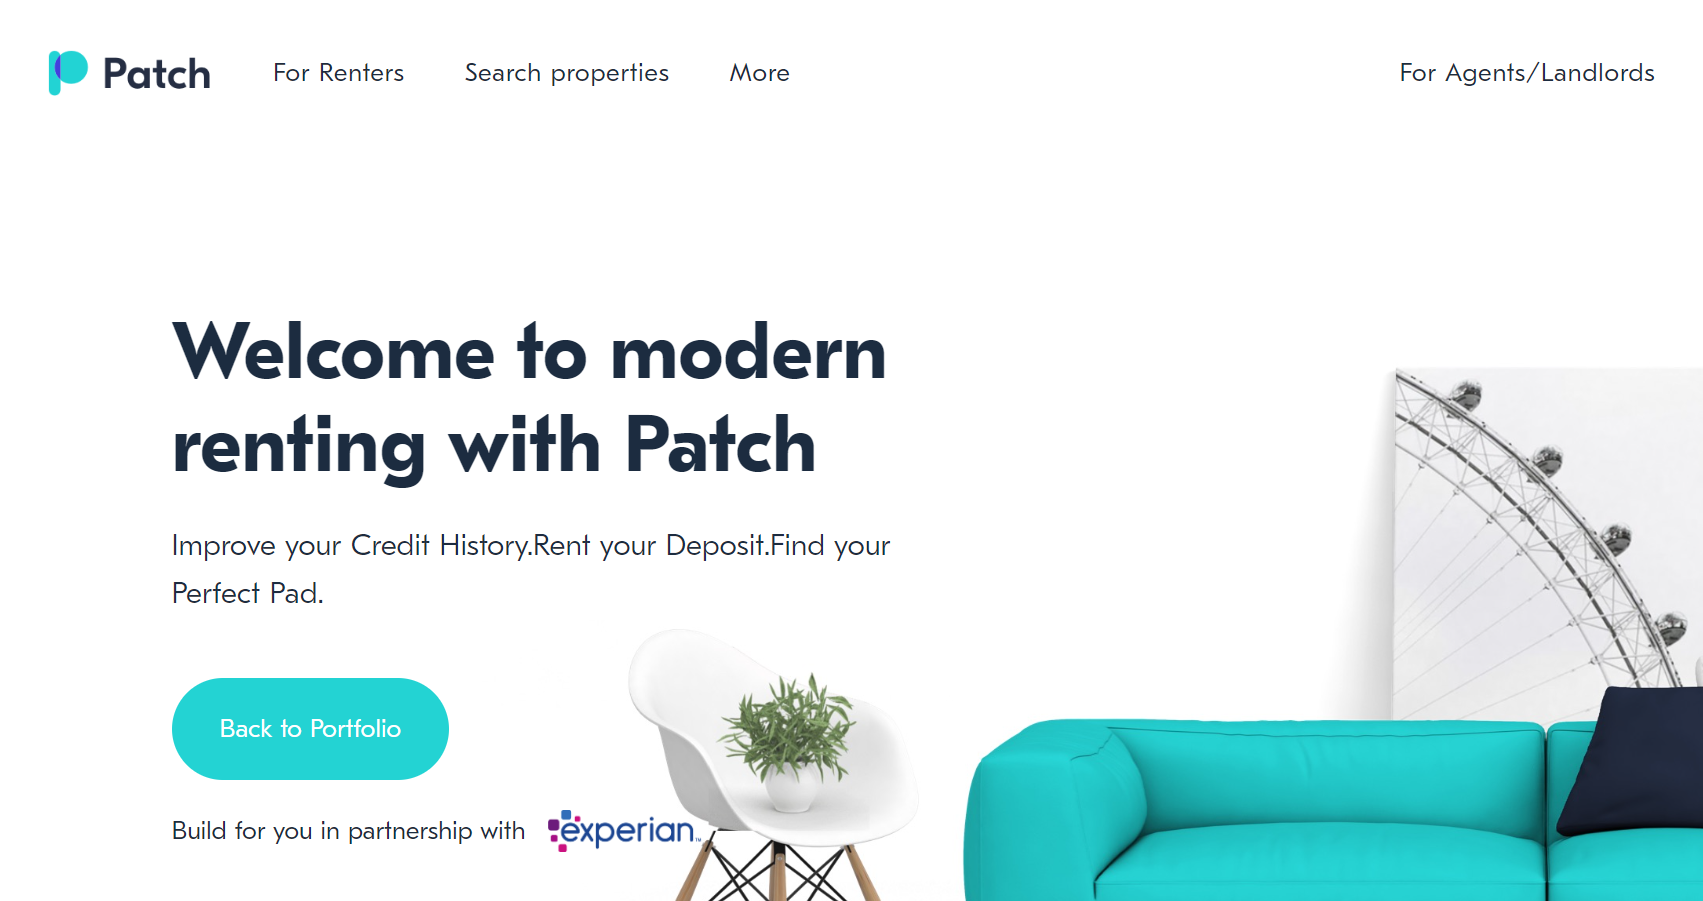 Patch
For Renters
Search properties
More
For Agents/Landlords
Welcome to modern
renting with Patch
Improve your Credit History.Rent your Deposit.Find your
Perfect Pad.
Back to Portfolio
Build for you in partnership with
experian™